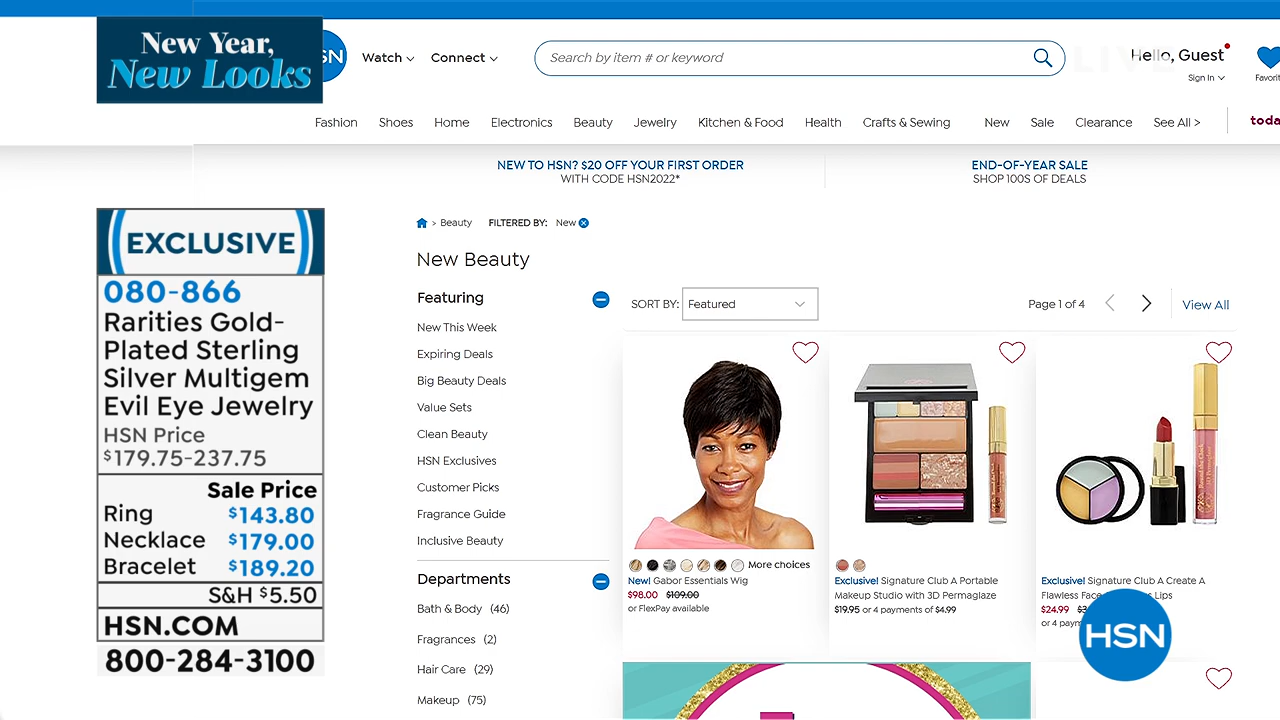 New Year,
New Looks
SN
Watch
Connect
Search by item # or keyword
LIVE
Hello, Guest
Sign In
Favorit
Fashion
Shoes
Home
Electronics
Beauty
Jewelry
Kitchen & Food
Health
Crafts & Sewing
New
Sale
Clearance
See All >
toda
NEW TO HSN? $20 OFF YOUR FIRST ORDER
WITH CODE HSN2022*
END-OF-YEAR SALE
SHOP 100S OF DEALS
EXCLUSIVE
080-866
Rarities Gold-
Plated Sterling
Silver Multigem
Evil Eye Jewelry
HSN Price
$179.75-237.75
Sale Price
Ring $143.80
Necklace $179.00
Bracelet $189.20
S&H $5.50
HSN.COM
800-284-3100
> Beauty FILTERED BY: New
New Beauty
Featuring
New This Week
Expiring Deals
Big Beauty Deals
Value Sets
Clean Beauty
HSN Exclusives
Customer Picks
Fragrance Guide
Inclusive Beauty
Departments
Bath & Body (46)
Fragrances (2)
Hair Care (29)
Makeup (75)
SORT BY: Featured
Page 1 of 4
View All
More choices
New! Gabor Essentials Wig
$98.00 $109.00
or FlexPay available
Exclusive! Signature Club A Portable
Makeup Studio with 3D Permaglaze
$19.95 or 4 payments of $4.99
Exclusive! Signature Club A Create A
Flawless Face Lips
$24.99 $3
or 4 paym
HSN